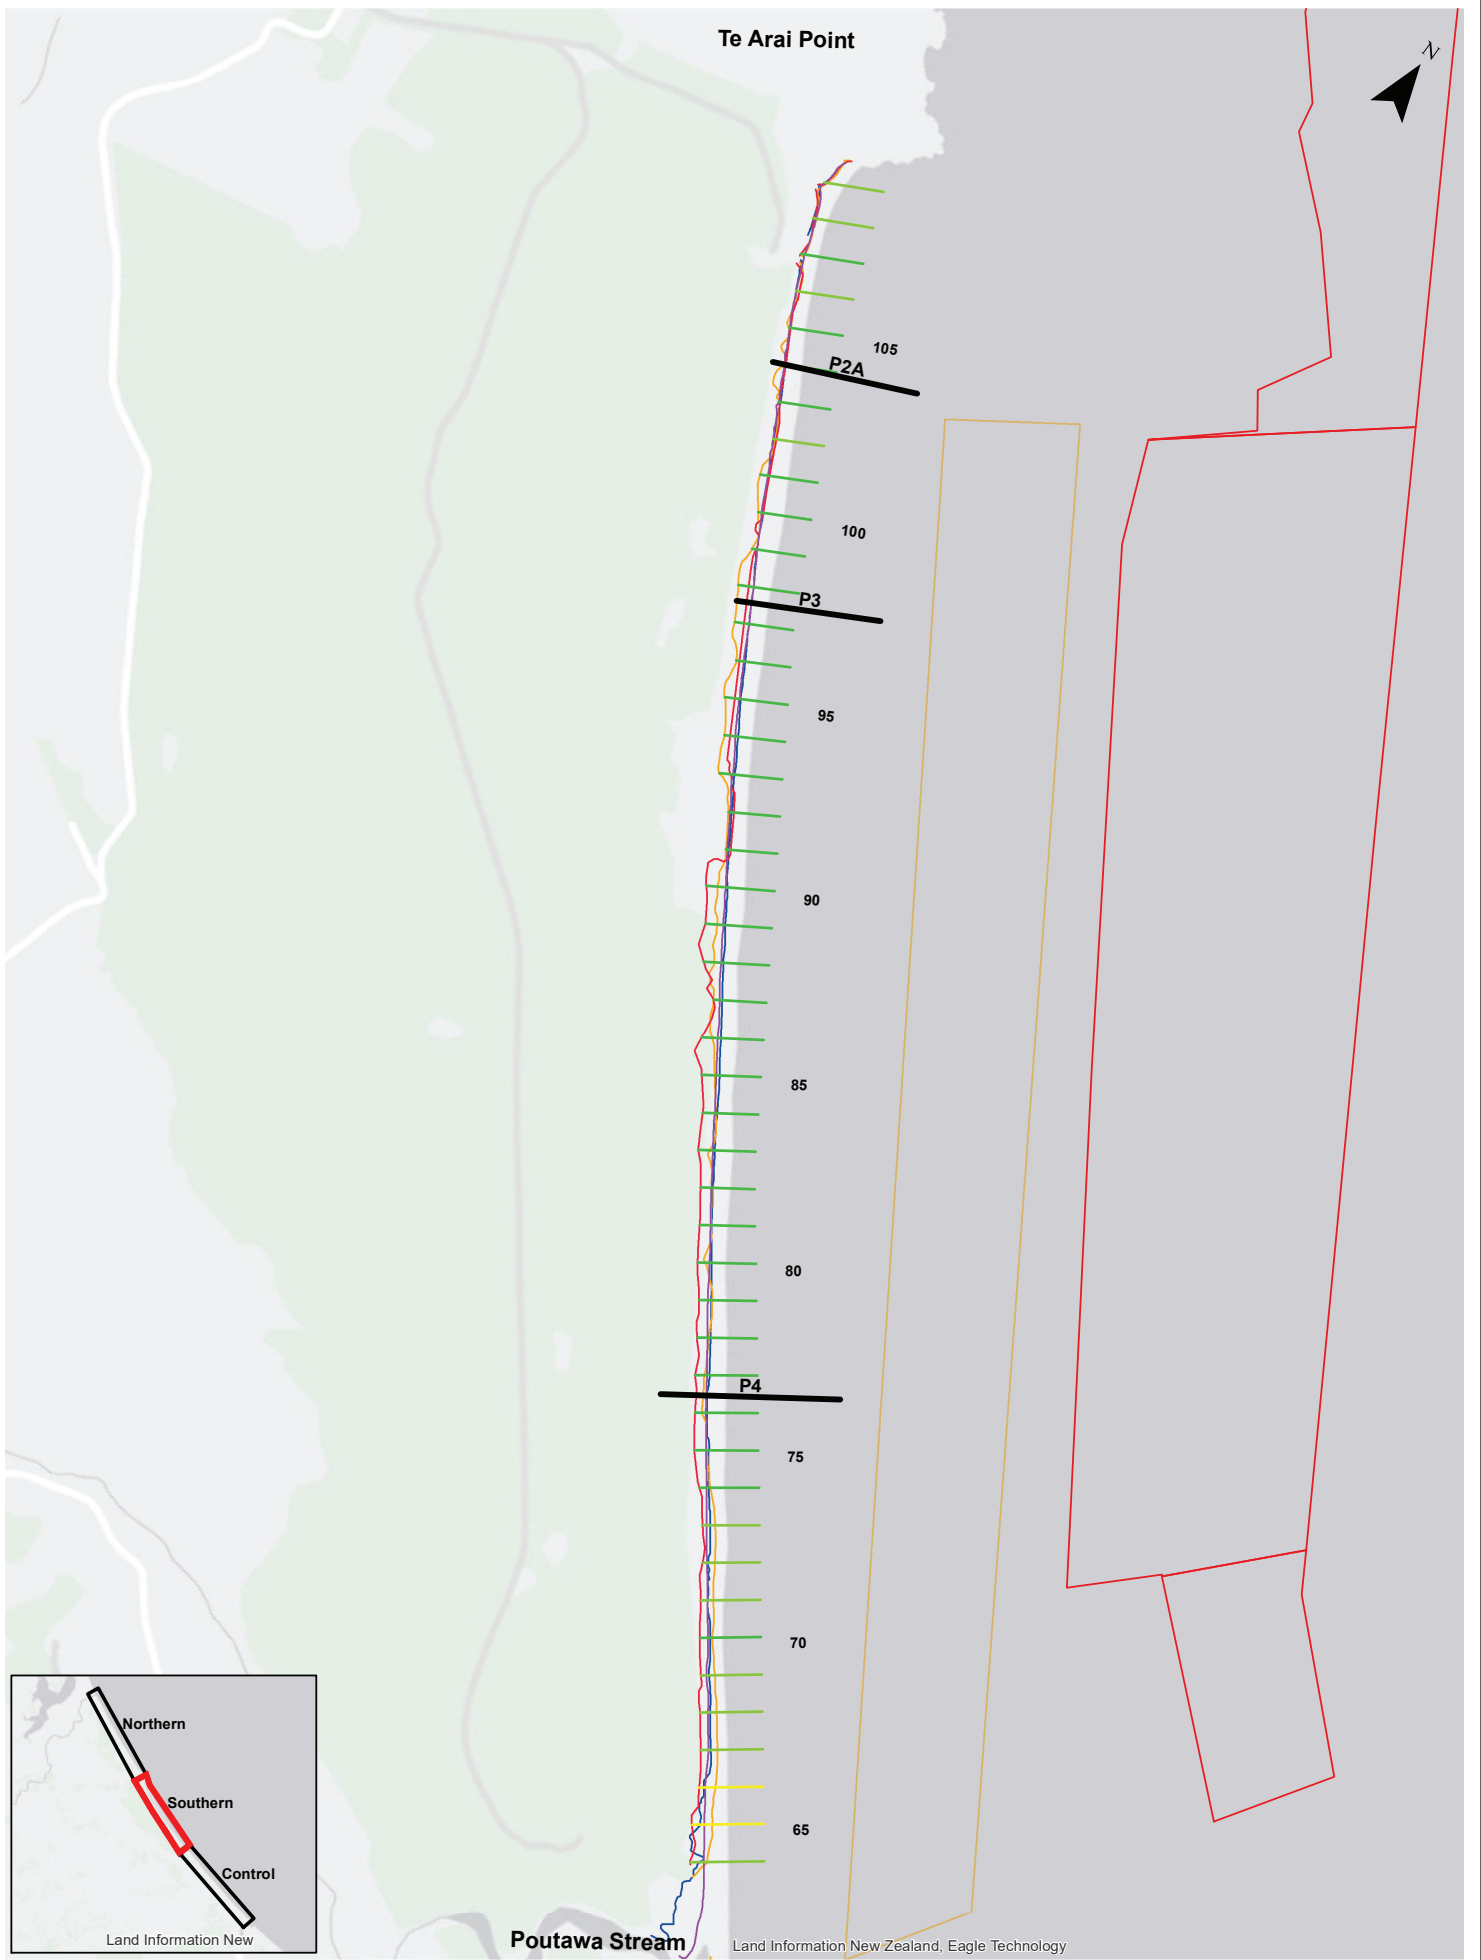 Te Arai Point
N
105
P2A
100
P3
95
90
85
80
P4
75
70
65
Northern
Southern
Control
Land Information New
Poutawa Stream
Land Information New Zealand, Eagle Technology